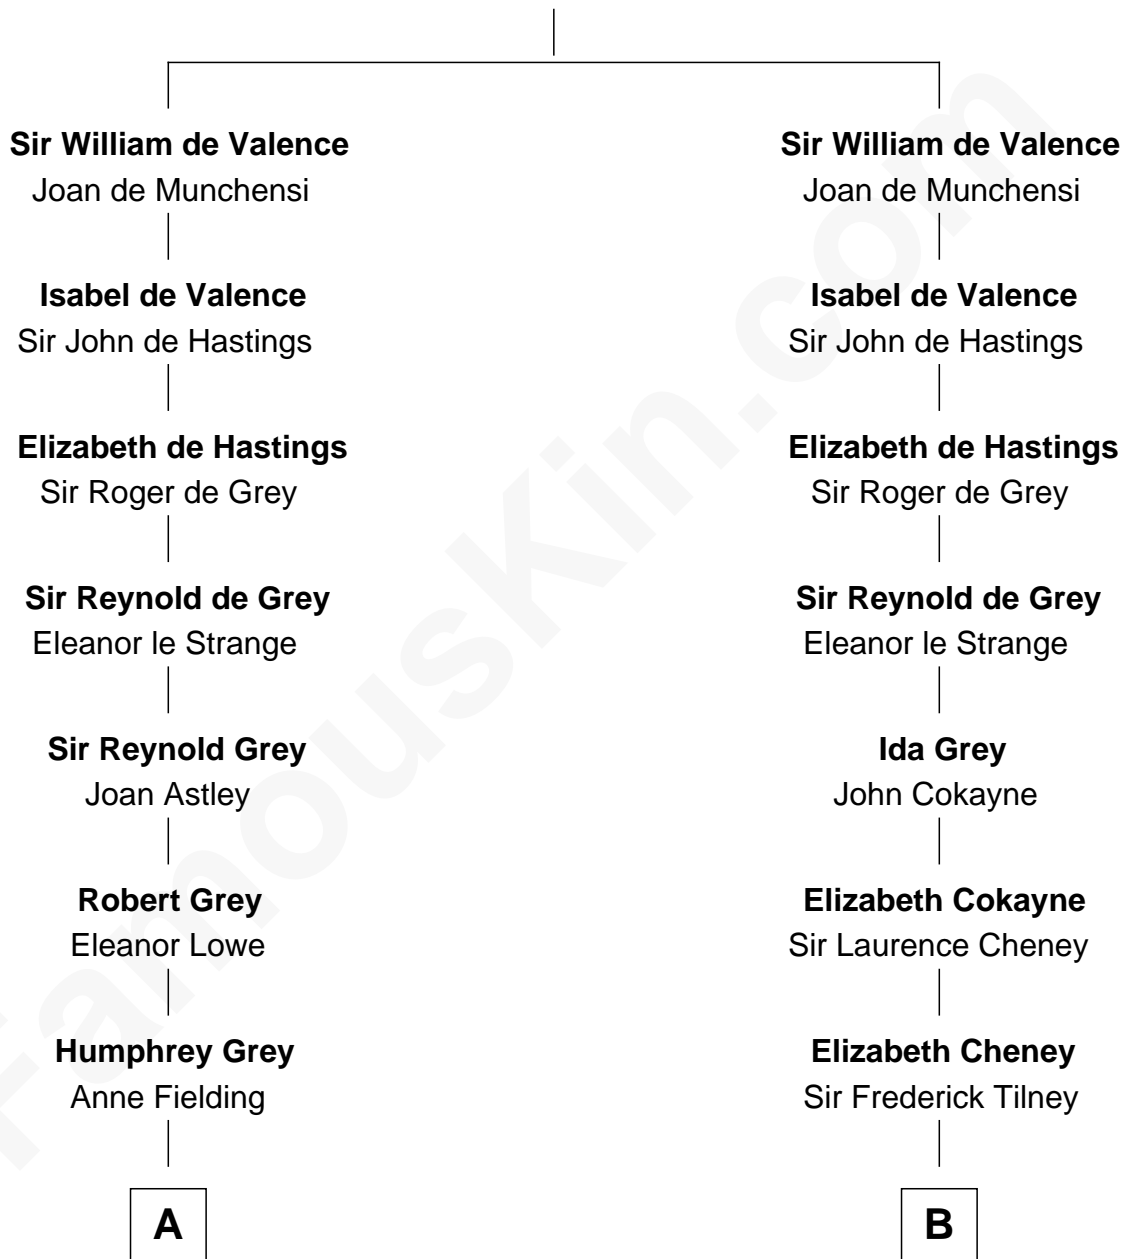 Sir William de Valence
Joan de Munchensi
Isabel de Valence
Sir John de Hastings
Elizabeth de Hastings
Sir Roger de Grey
Sir Reynold de Grey
Eleanor le Strange
Sir Reynold Grey
Joan Astley
Robert Grey
Eleanor Lowe
Humphrey Grey
Anne Fielding
A
Sir William de Valence
Joan de Munchensi
Isabel de Valence
Sir John de Hastings
Elizabeth de Hastings
Sir Roger de Grey
Sir Reynold de Grey
Eleanor le Strange
Ida Grey
John Cokayne
Elizabeth Cokayne
Sir Laurence Cheney
Elizabeth Cheney
Sir Frederick Tilney
B
FamousKin.com